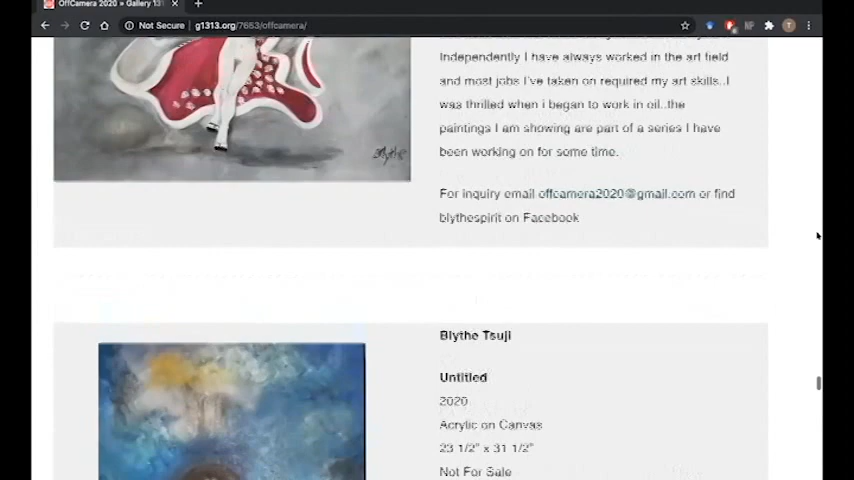 OffCamera 2020 » Gallery 131
Not Secure | g1313.org/7663/offcamera/
Independently I have always worked in the art field
and most jobs I've taken on required my art skills..I
was thrilled when i began to work in oil..the
paintings I am showing are part of a series I have
been working on for some time.
Blythe
For inquiry email offcamera2020@gmail.com or find
blythespirit on Facebook
Blythe Tsuji
Untitled
2020
Acrylic on Canvas
23 1/2" x 31 1/2"
Not For Sale